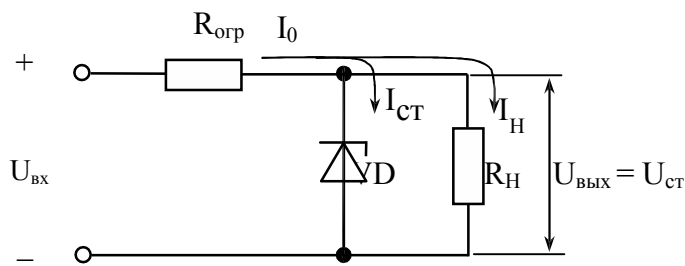 Rогр
I0
+
Iст
IН
Uвх
VD
RН
Uвых = Uст
–